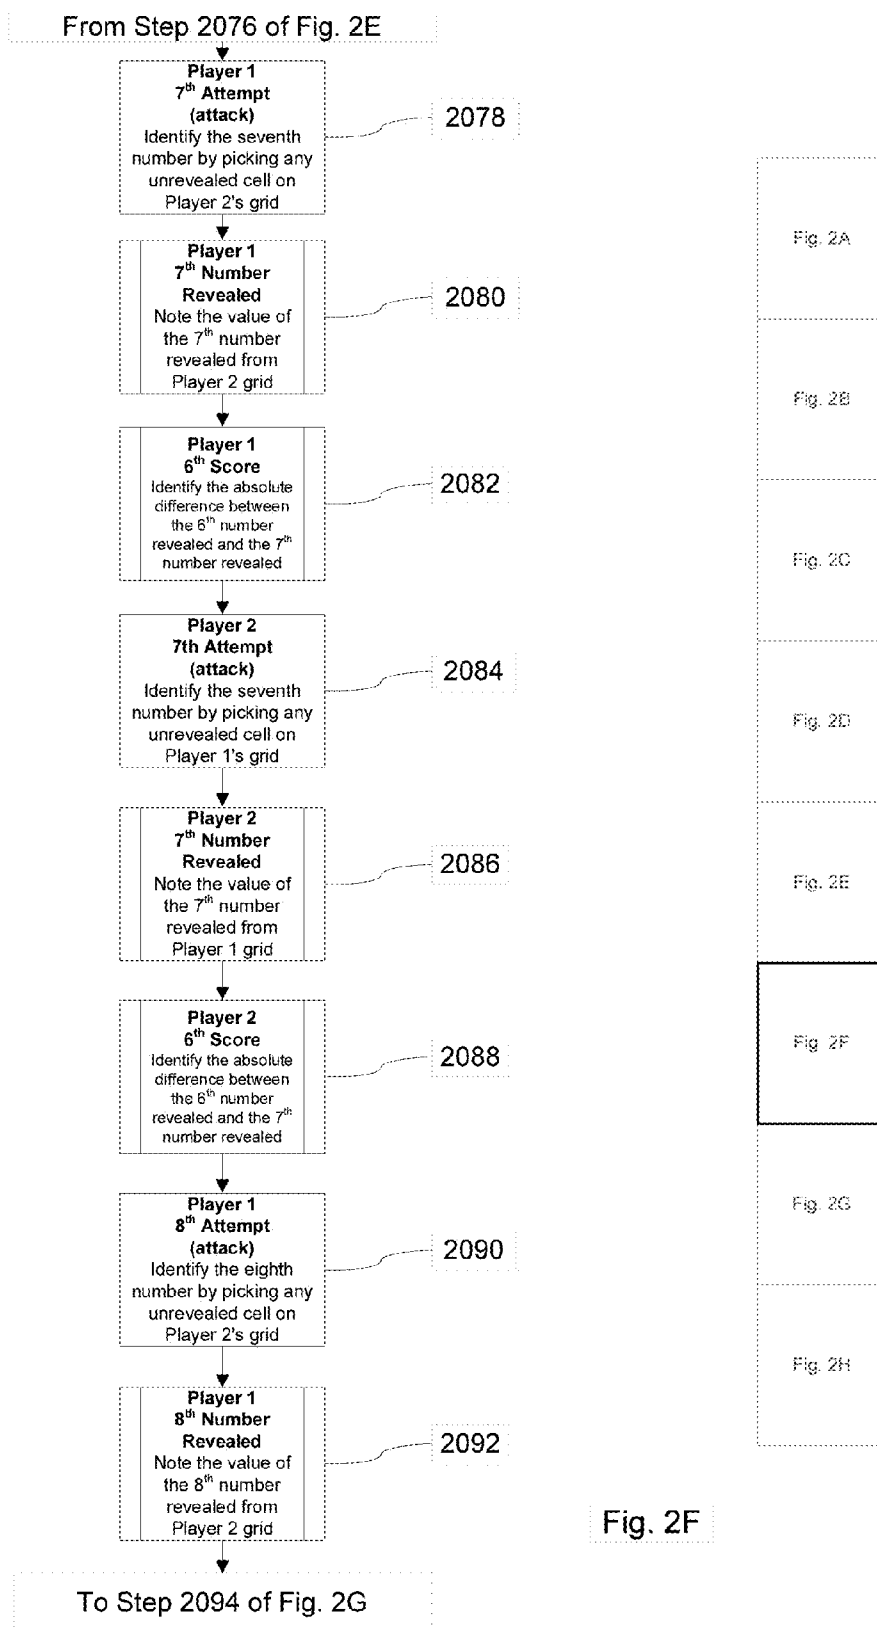 From Step 2076 of Fig. 2E
Player 1
7th Attempt
(attack)
Identify the seventh
number by picking any
unrevealed cell on
Player 2's grid
2078
Player 1
7th Number
Revealed
Note the value of
the 7th number
revealed from
Player 2 grid
2080
Player 1
6th Score
Identify the absolute
difference between
the 6th number
revealed and the 7th
number revealed
2082
Player 2
7th Attempt
(attack)
Identify the seventh
number by picking any
unrevealed cell on
Player 1's grid
2084
Player 2
7th Number
Revealed
Note the value of
the 7th number
revealed from
Player 1 grid
2086
Player 2
6th Score
Identify the absolute
difference between
the 6th number
revealed and the 7th
number revealed
2088
Player 1
8th Attempt
(attack)
Identify the eighth
number by picking any
unrevealed cell on
Player 2's grid
2090
Player 1
8th Number
Revealed
Note the value of
the 8th number
revealed from
Player 2 grid
2092
To Step 2094 of Fig. 2G
Fig. 2A
Fig. 2B
Fig. 2C
Fig. 2D
Fig. 2E
Fig. 2F
Fig. 2G
Fig. 2H
Fig. 2F